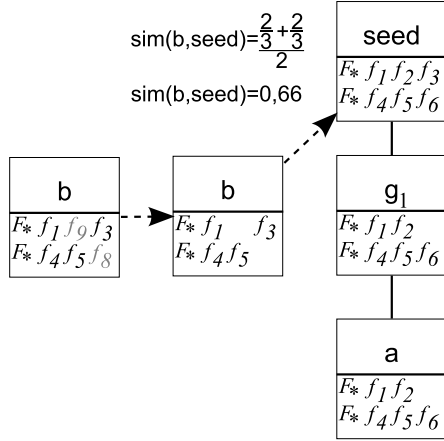 sim(b,seed)=(2/3+2/3)/2
sim(b,seed)=0,66
seed
F* f1 f2 f3
F* f4 f5 f6
b
F* f1 f9 f3
F* f4 f5 f8
b
F* f1 f3
F* f4 f5
g1
F* f1 f2
F* f4 f5 f6
a
F* f1 f2
F* f4 f5 f6